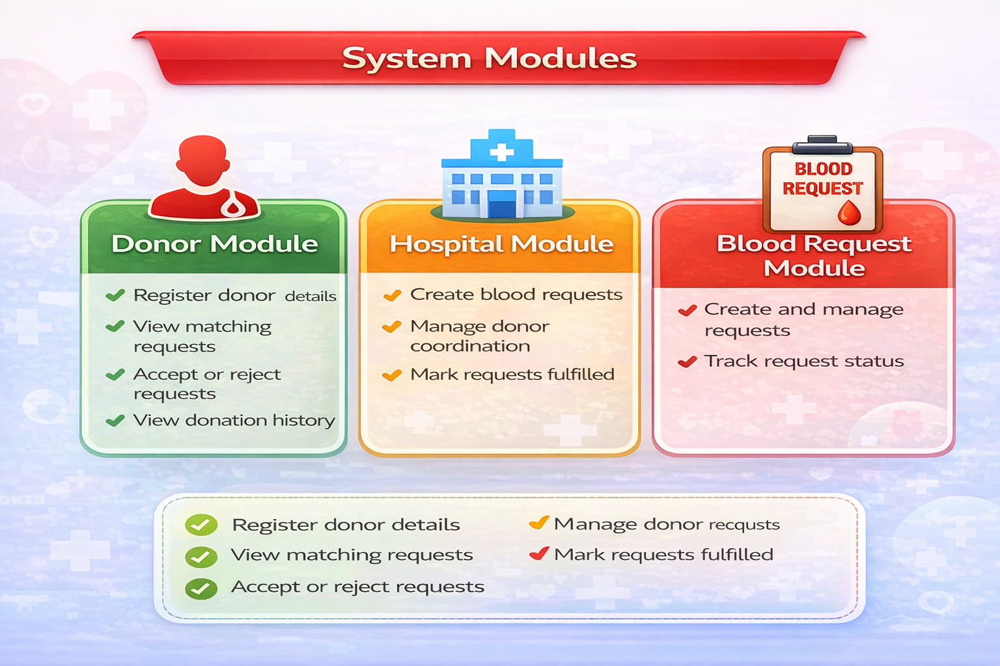 System Modules
BLOOD
REQUEST
Donor Module
Register donor details
View matching
requests
Accept or reject
requests
View donation history
Hospital Module
Create blood requests
Manage donor
coordination
Mark requests fulfilled
Blood Request
Module
Create and manage
requests
Track request status
Register donor details
View matching requests
Accept or reject requests
Manage donor recqusts
Mark requests fulfilled